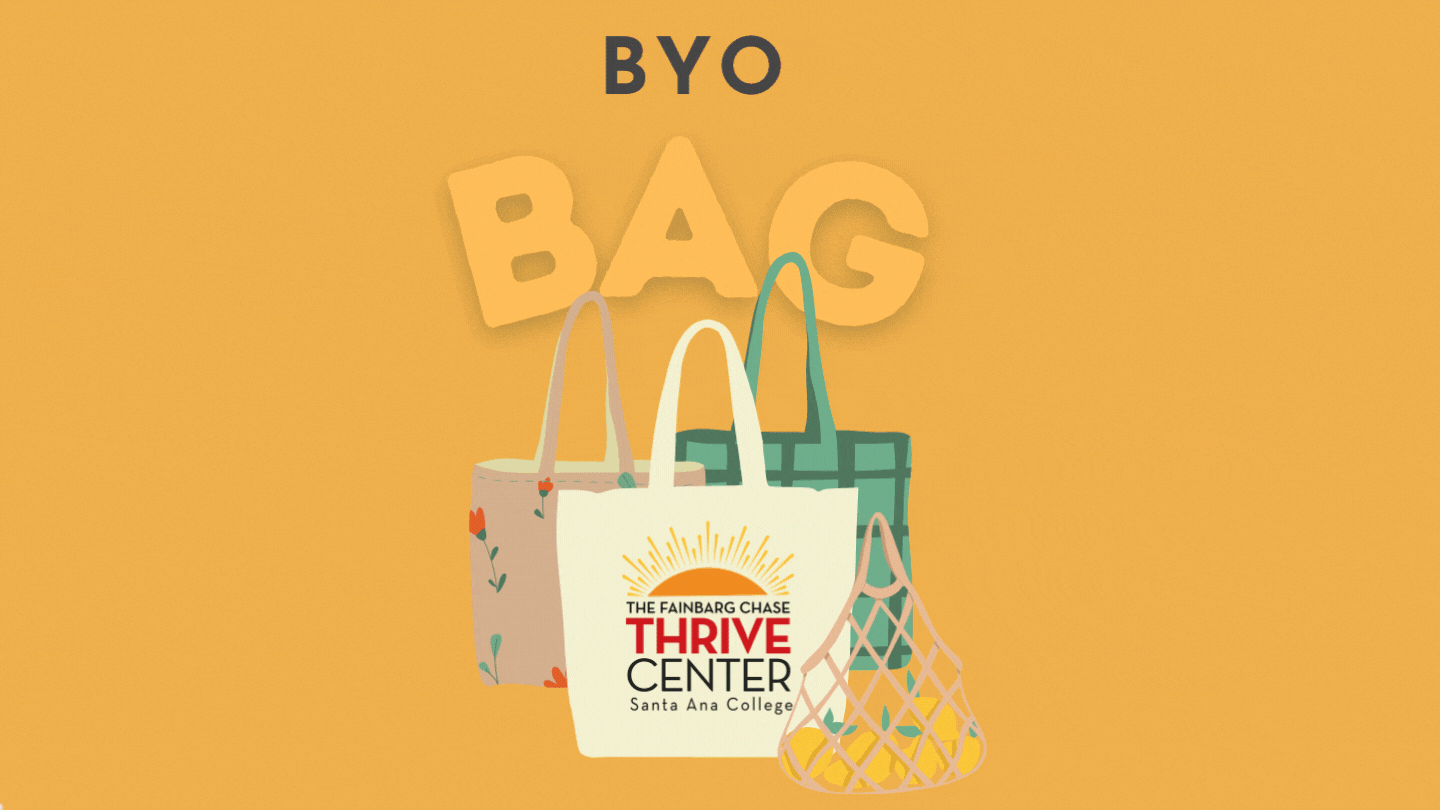 BYO
BAG
THE FAINBARG CHASE
THRIVE
CENTER
Santa Ana College